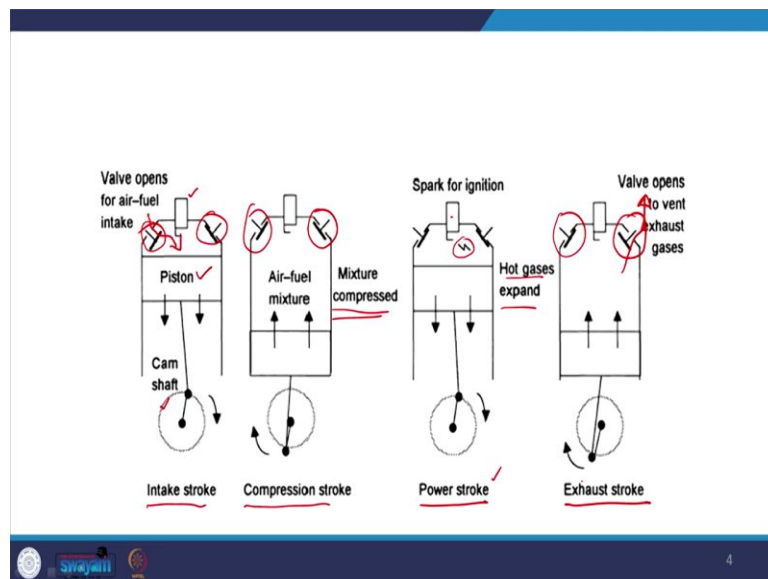 Valve opens
for air–fuel
intake
Piston
Cam
shaft
Intake stroke
Air–fuel
mixture
Mixture
compressed
Compression stroke
Spark for ignition
Hot gases
expand
Power stroke
Valve opens
to vent
exhaust
gases
Exhaust stroke
swayam
4